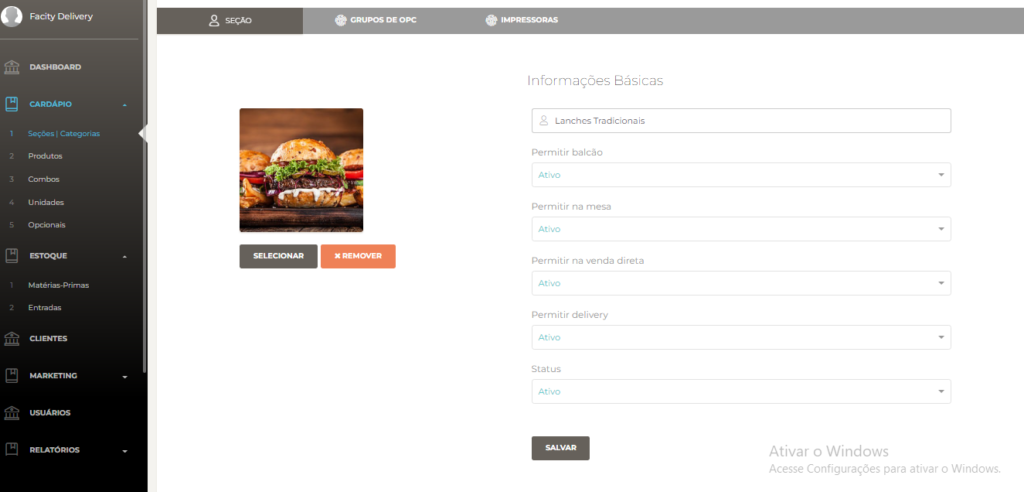 Facity Delivery
DASHBOARD
CARDÁPIO
1 Seções | Categorias
2 Produtos
3 Combos
4 Unidades
5 Opcionais
ESTOQUE
1 Matérias-Primas
2 Entradas
CLIENTES
MARKETING
USUÁRIOS
RELATÓRIOS
SEÇÃO
GRUPOS DE OPC
IMPRESSORAS
SELECIONAR
✖ REMOVER
Informações Básicas
Lanches Tradicionais
Permitir balcão
Ativo
Permitir na mesa
Ativo
Permitir na venda direta
Ativo
Permitir delivery
Ativo
Status
Ativo
SALVAR
Ativar o Windows
Acesse Configurações para ativar o Windows.